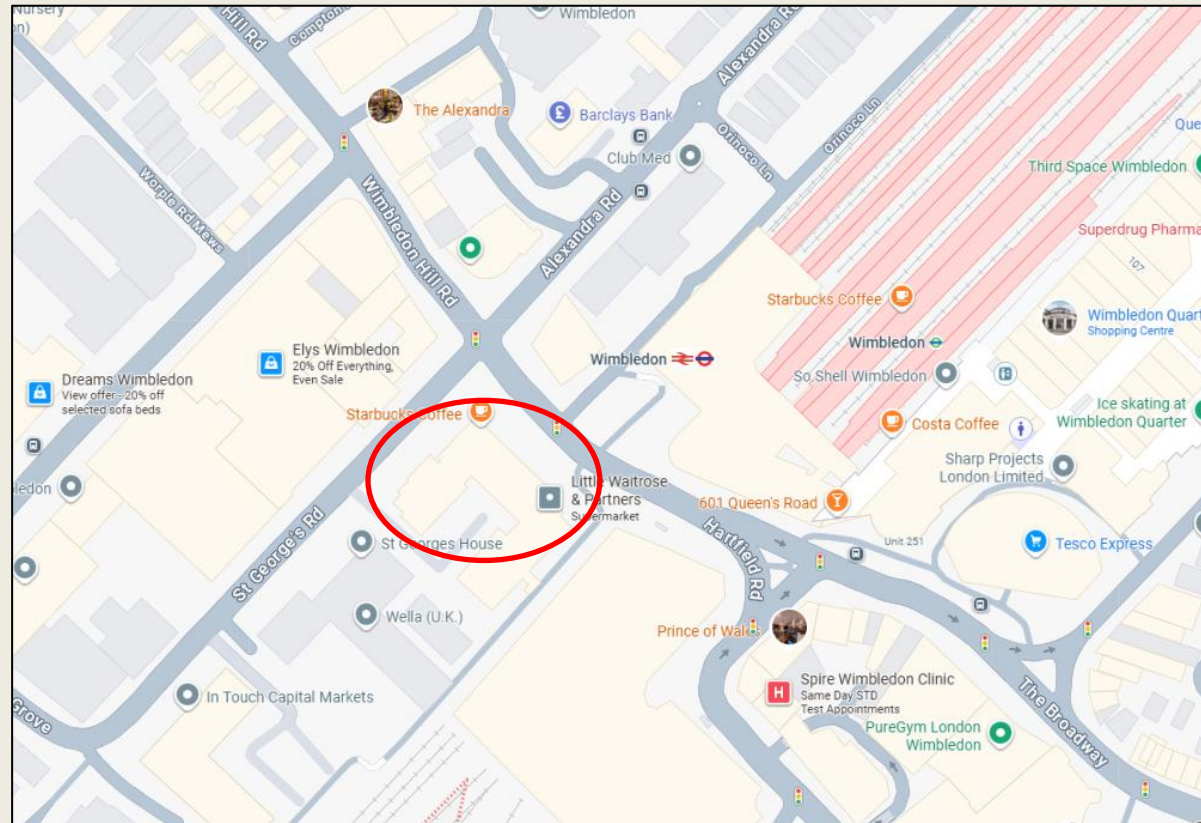 Nursery
on)
Hill Rd
Compton
Wimbledon
Alexandra Rd
The Alexandra
Barclays Bank
Club Med
Orinoco Ln
Orinoco Ln
Que
Third Space Wimbledon
Superdrug Pharma
107
Worple Rd Mews
Wimbledon Hill Rd
Alexandra Rd
Starbucks Coffee
Wimbledon Quart
Shopping Centre
Wimbledon
Wimbledon
So Shell Wimbledon
Elys Wimbledon
20% Off Everything,
Even Sale
Dreams Wimbledon
View offer - 20% off
selected sofa beds
Starbucks Coffee
Costa Coffee
Ice skating at
Wimbledon Quarter
Sharp Projects
London Limited
ledon
Little Waitrose
& Partners
Supermarket
601 Queen's Road
Unit 251
Tesco Express
St Georges House
St George's Rd
Hartfield Rd
Wella (U.K.)
Prince of Wales
In Touch Capital Markets
Spire Wimbledon Clinic
Same Day STD
Test Appointments
Grove
The Broadway
PureGym London
Wimbledon